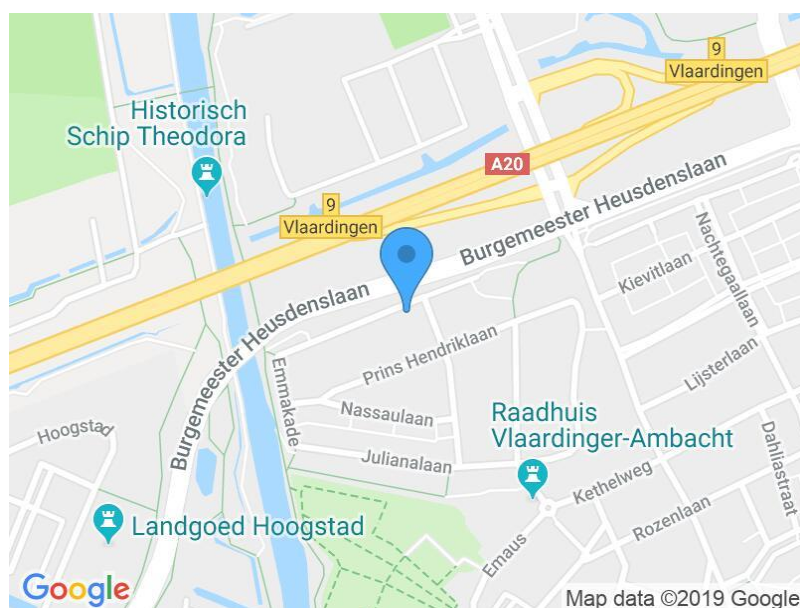 9
Vlaardingen
Historisch
Schip Theodora
A20
9
Vlaardingen
Burgemeester Heusdenslaan
Nachtegaallaan
Kievitlaan
Burgemeester Heusdenslaan
Prins Hendriklaan
Lijsterlaan
Emmakade
Nassaulaan
Raadhuis
Vlaardinger-Ambacht
Hoogstad
Julianalaan
Dahliastraat
Kethelweg
Landgoed Hoogstad
Rozenlaan
Emaus
Google
Map data ©2019 Google